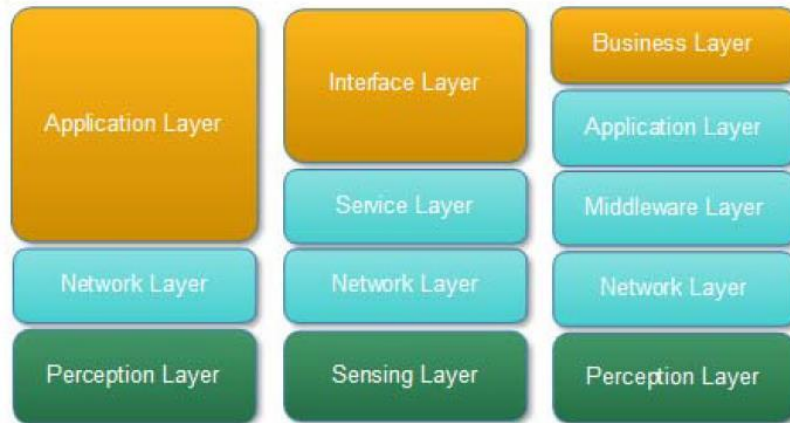 Application Layer
Network Layer
Perception Layer
Interface Layer
Service Layer
Network Layer
Sensing Layer
Business Layer
Application Layer
Middleware Layer
Network Layer
Perception Layer